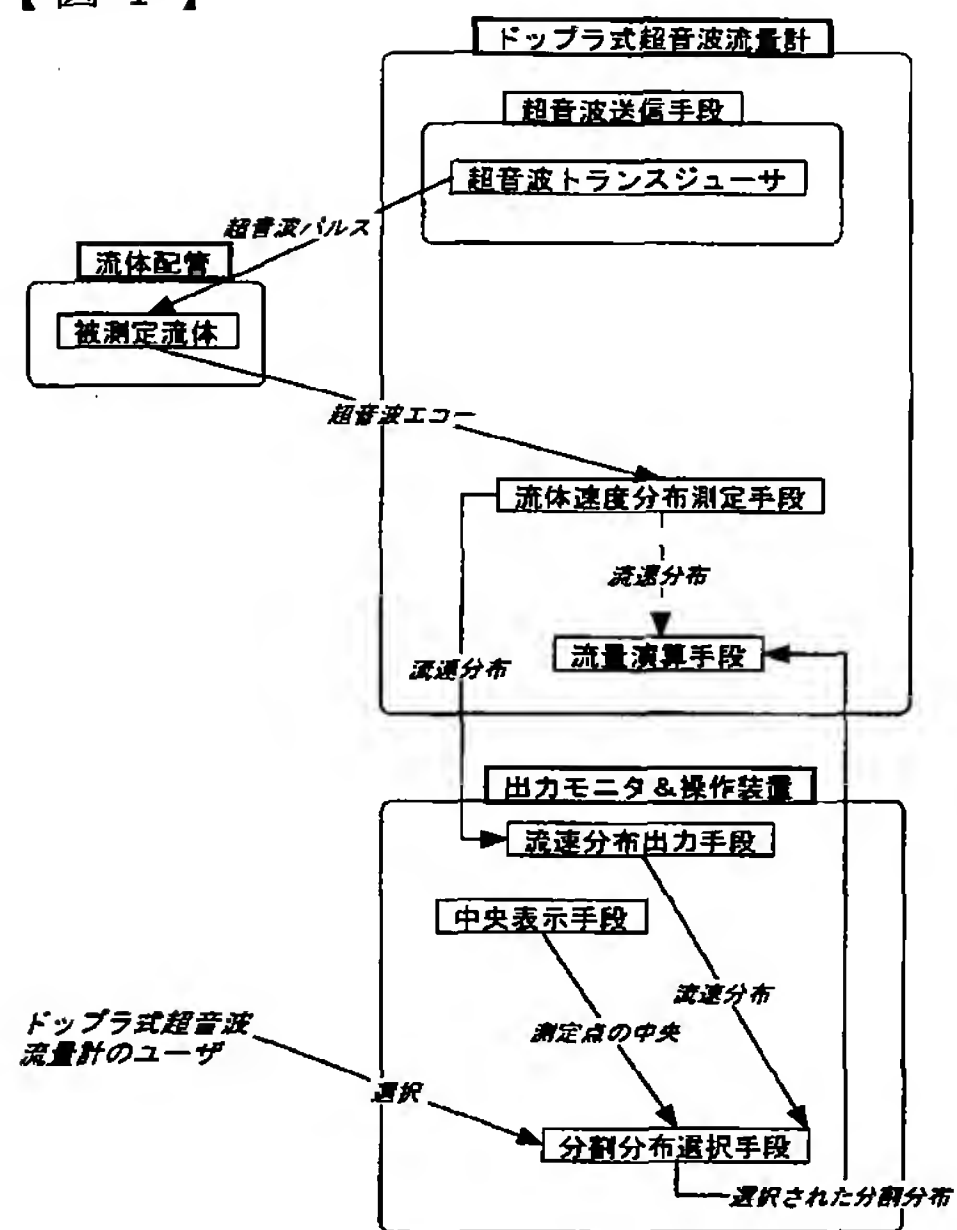 【図1】
ドップラ式超音波流量計
超音波送信手段
超音波トランスジューサ
超音波パルス
流体配管
被測定流体
超音波エコー
流体速度分布測定手段
流速分布
流量演算手段
流速分布
出力モニタ&操作装置
流速分布出力手段
中央表示手段
流速分布
測定点の中央
ドップラ式超音波
流量計のユーザ
選択
分割分布選択手段
選択された分割分布